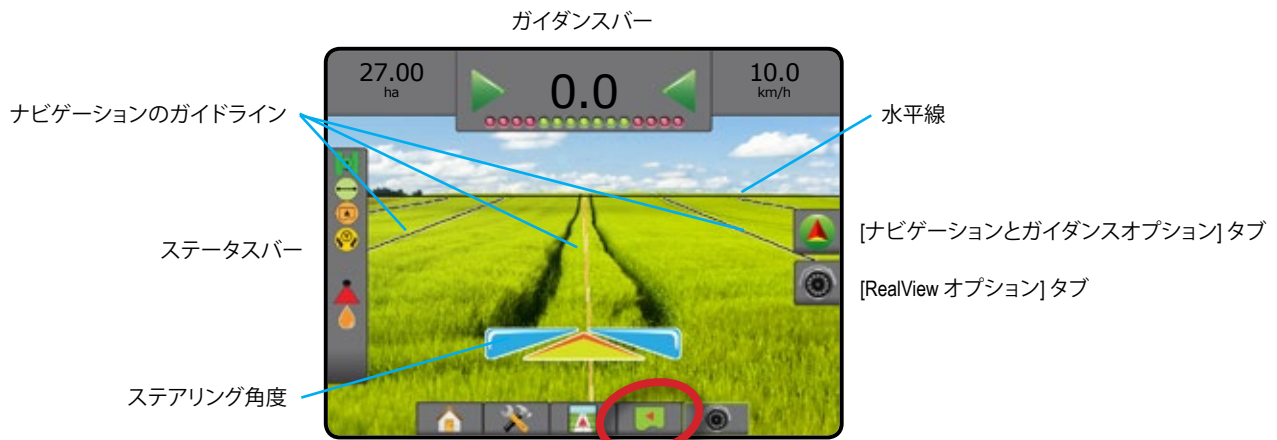 ガイダンスバー
27.00
ha
0.0
10.0
km/h
ナビゲーションのガイドライン
水平線
ステータスバー
[ナビゲーションとガイダンスオプション] タブ
[RealView オプション] タブ
ステアリング角度